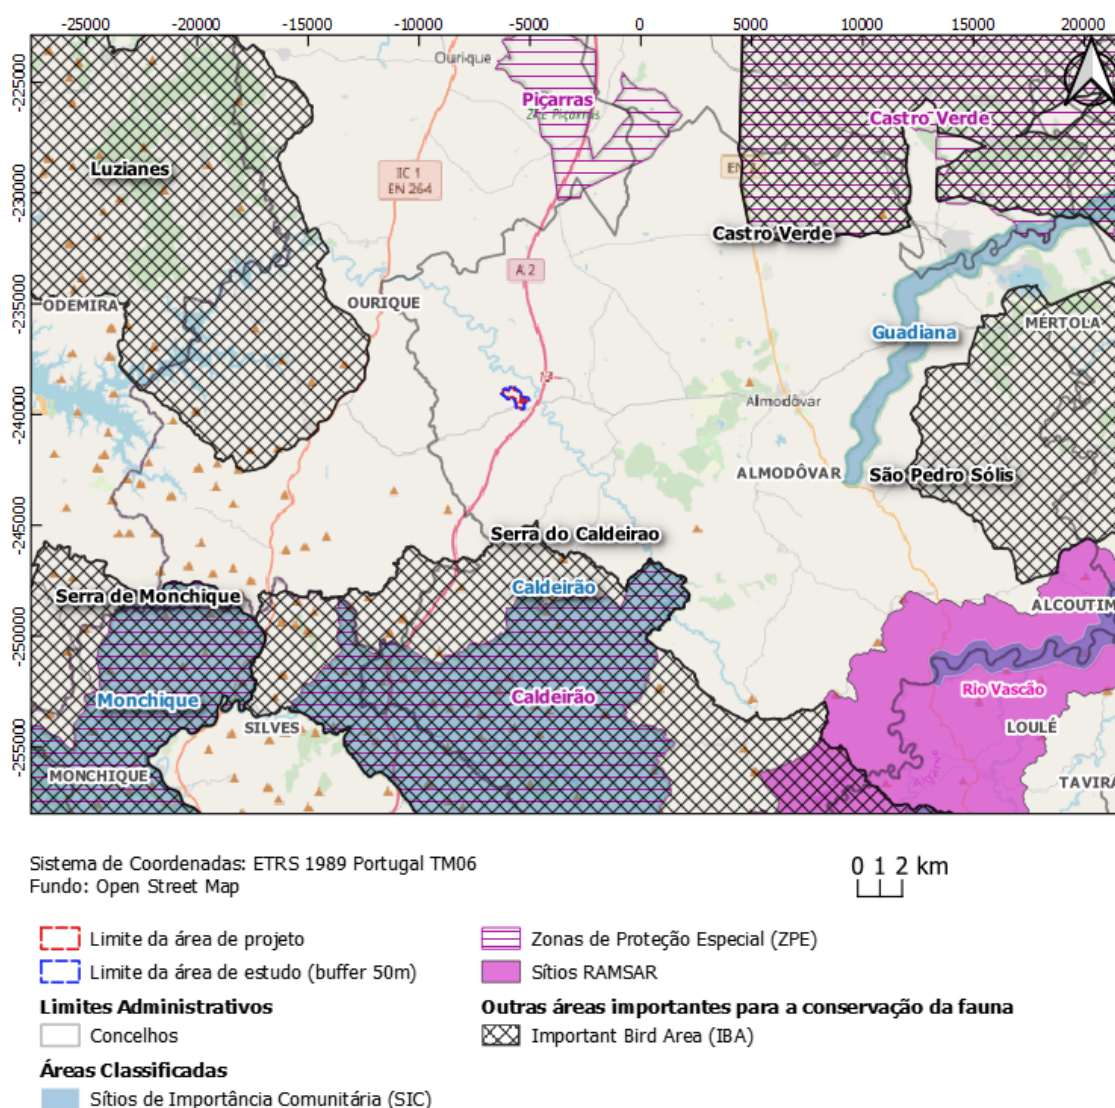 -25000 -20000 -15000 -10000 -5000 0 5000 10000 15000 20000
-225000
-230000
-235000
-240000
-245000
-250000
-255000
Ourique
Piçarras
ZPE Piçarras
Castro Verde
Luzianes
IC 1
EN 264
EN
Castro Verde
A 2
ODEMIRA
OURIQUE
Guadiana
MÉRTOLA
Almodôvar
ALMODÔVAR
São Pedro Sólis
Serra do Caldeirao
Caldeirão
Serra de Monchique
ALCOUTIM
Monchique
Caldeirão
Rio Vascão
SILVES
LOULÉ
MONCHIQUE
TAVIRA
Sistema de Coordenadas: ETRS 1989 Portugal TM06
Fundo: Open Street Map
0 1 2 km
Limite da área de projeto
Limite da área de estudo (buffer 50m)
Limites Administrativos
Concelhos
Áreas Classificadas
Sítios de Importância Comunitária (SIC)
Zonas de Proteção Especial (ZPE)
Sítios RAMSAR
Outras áreas importantes para a conservação da fauna
Important Bird Area (IBA)